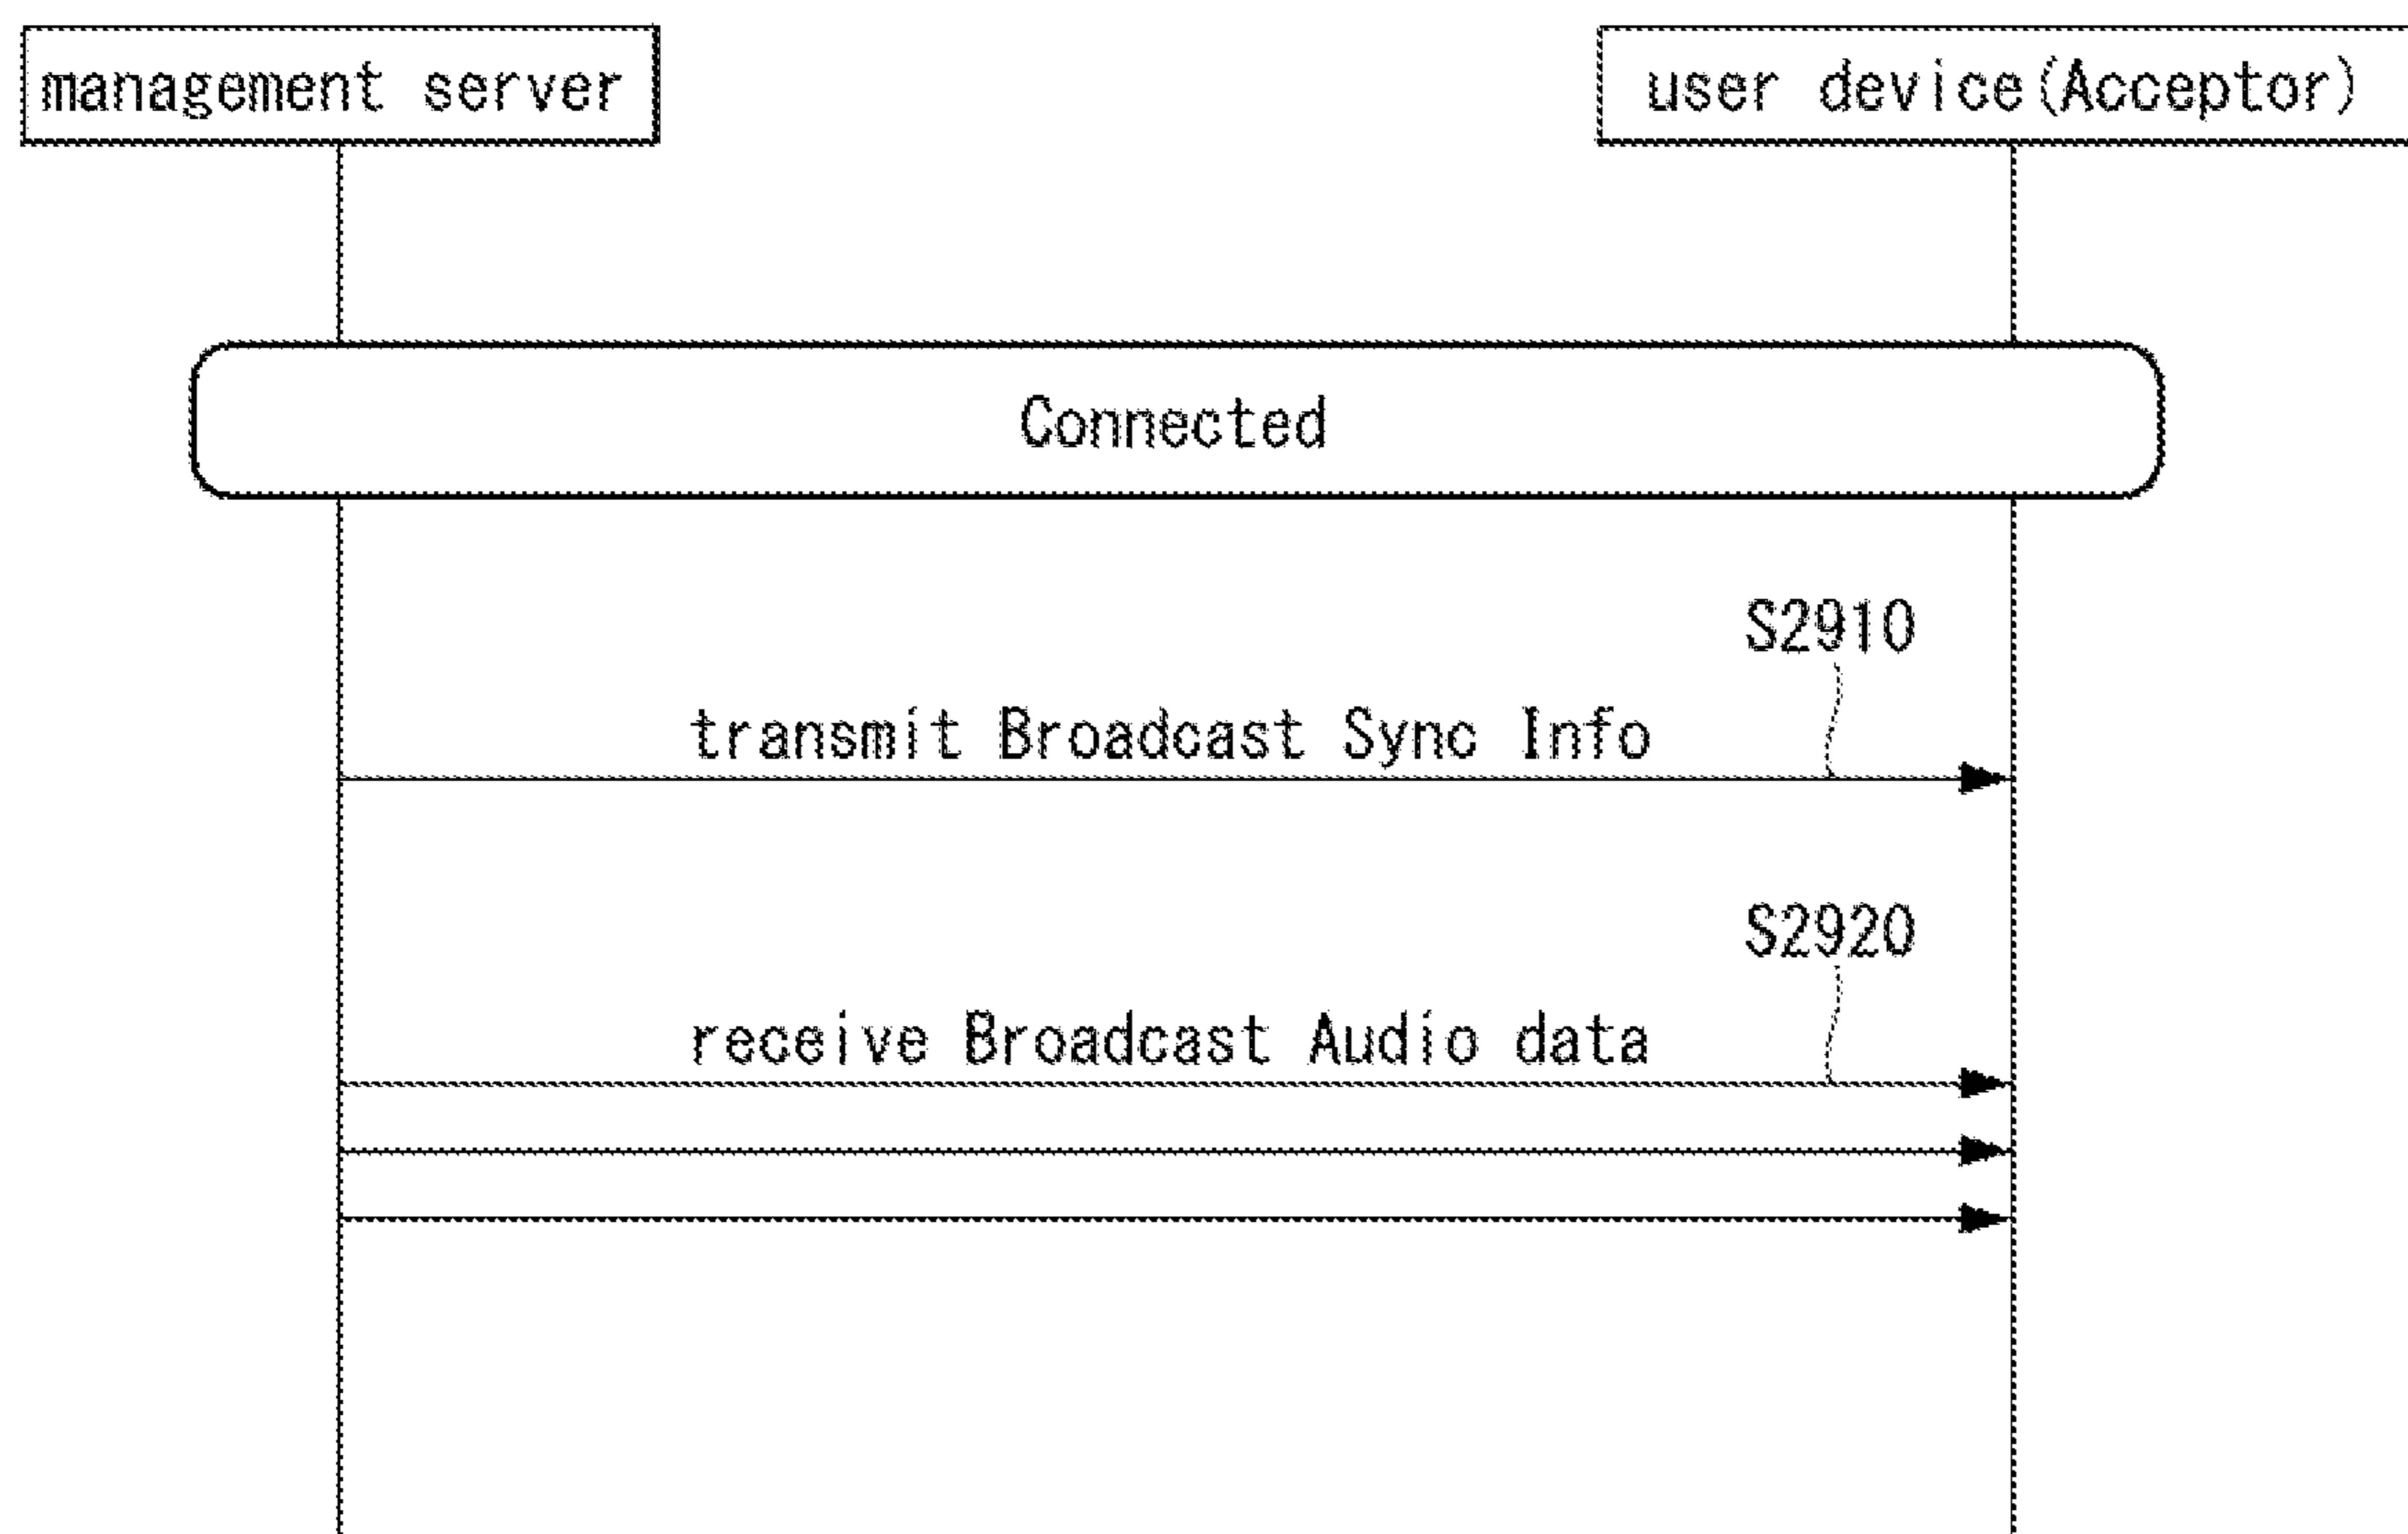 management server
user device(Acceptor)
Connected
S2910
transmit Broadcast Sync Info
S2920
receive Broadcast Audio data